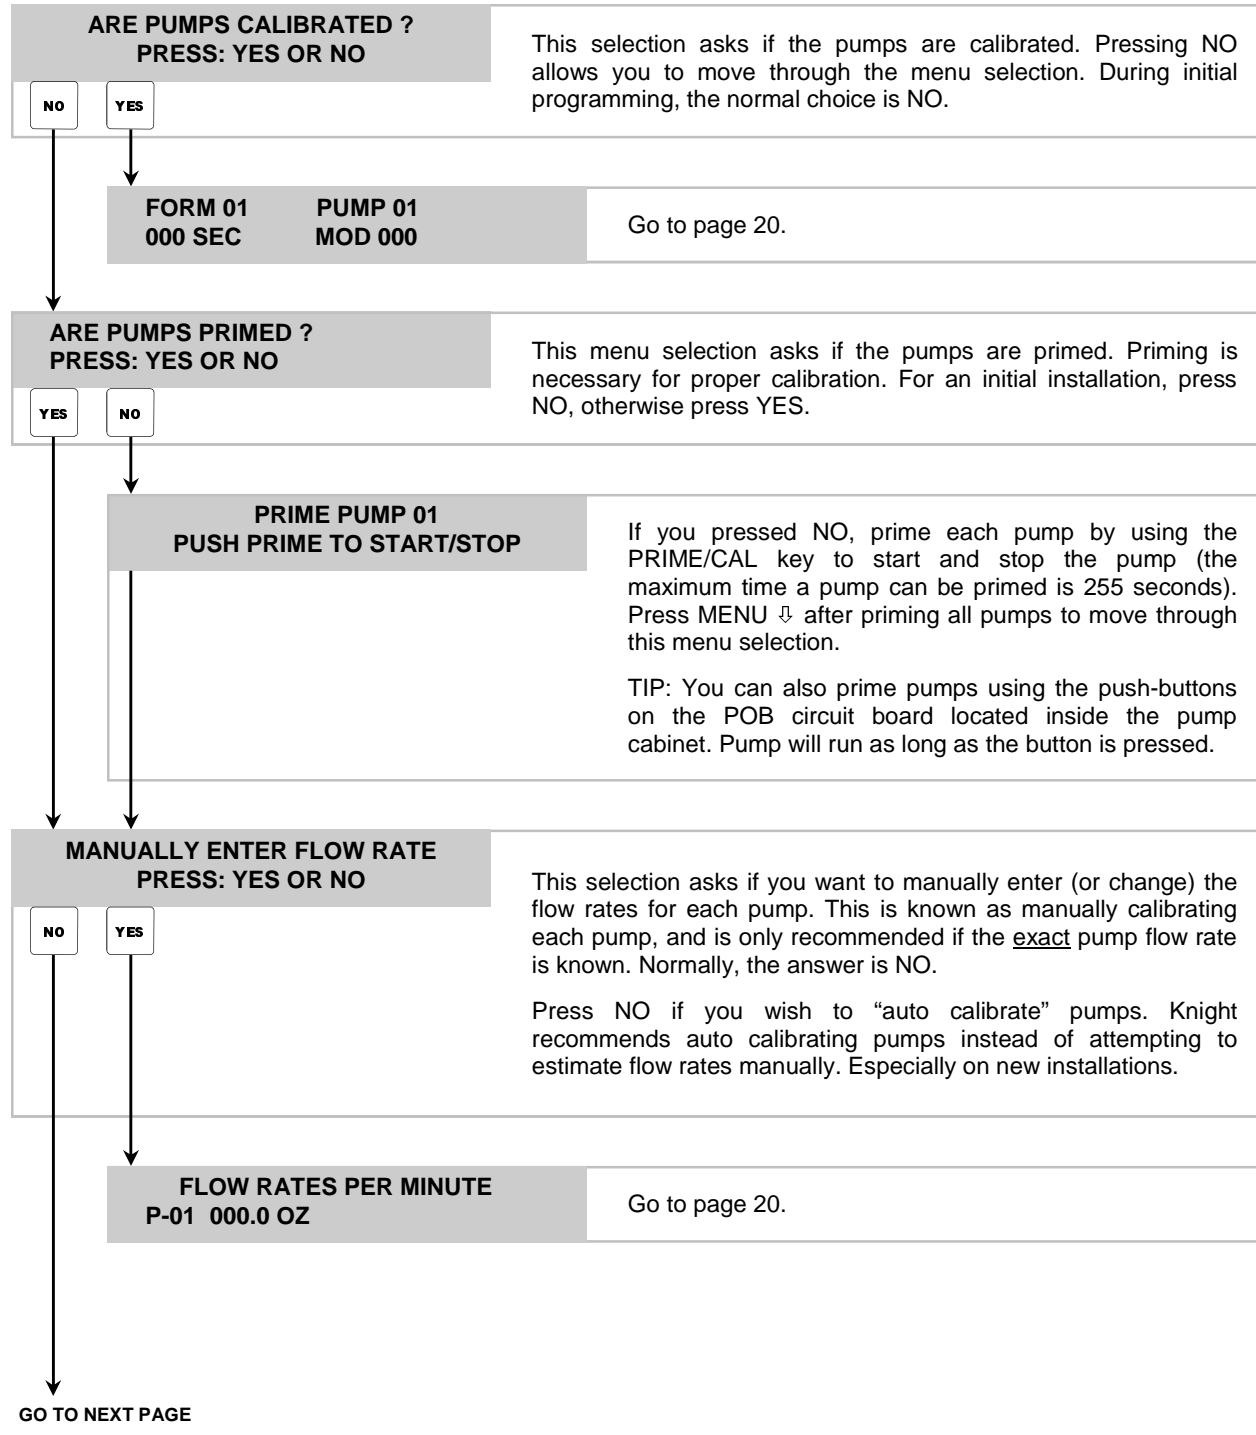 ARE PUMPS CALIBRATED ?
PRESS: YES OR NO
This selection asks if the pumps are calibrated. Pressing NO
allows you to move through the menu selection. During initial
programming, the normal choice is NO.
NO YES
FORM 01 PUMP 01
000 SEC MOD 000
Go to page 20.
ARE PUMPS PRIMED ?
PRESS: YES OR NO
This menu selection asks if the pumps are primed. Priming is
necessary for proper calibration. For an initial installation, press
NO, otherwise press YES.
YES NO
PRIME PUMP 01
PUSH PRIME TO START/STOP
If you pressed NO, prime each pump by using the
PRIME/CAL key to start and stop the pump (the
maximum time a pump can be primed is 255 seconds).
Press MENU ⇩ after priming all pumps to move through
this menu selection.
TIP: You can also prime pumps using the push-buttons
on the POB circuit board located inside the pump
cabinet. Pump will run as long as the button is pressed.
MANUALLY ENTER FLOW RATE
PRESS: YES OR NO
This selection asks if you want to manually enter (or change) the
flow rates for each pump. This is known as manually calibrating
each pump, and is only recommended if the exact pump flow rate
is known. Normally, the answer is NO.
NO YES
Press NO if you wish to “auto calibrate” pumps. Knight
recommends auto calibrating pumps instead of attempting to
estimate flow rates manually. Especially on new installations.
FLOW RATES PER MINUTE
P-01 000.0 OZ
Go to page 20.
GO TO NEXT PAGE